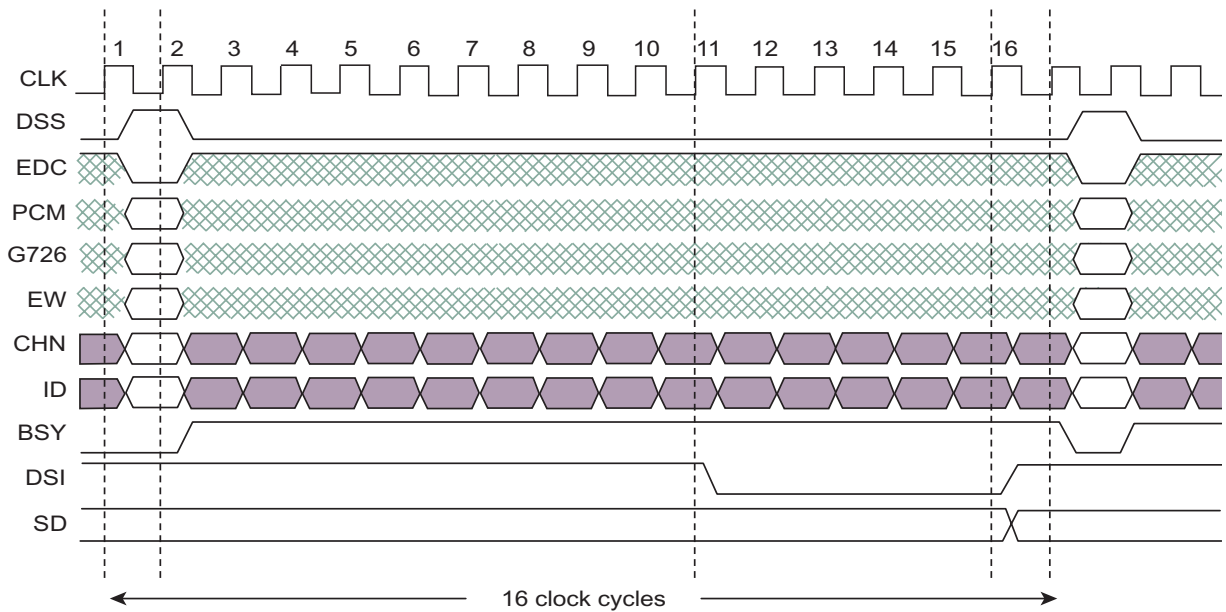 1 2 3 4 5 6 7 8 9 10 11 12 13 14 15 16
CLK
DSS
EDC
PCM
G726
EW
CHN
ID
BSY
DSI
SD
16 clock cycles